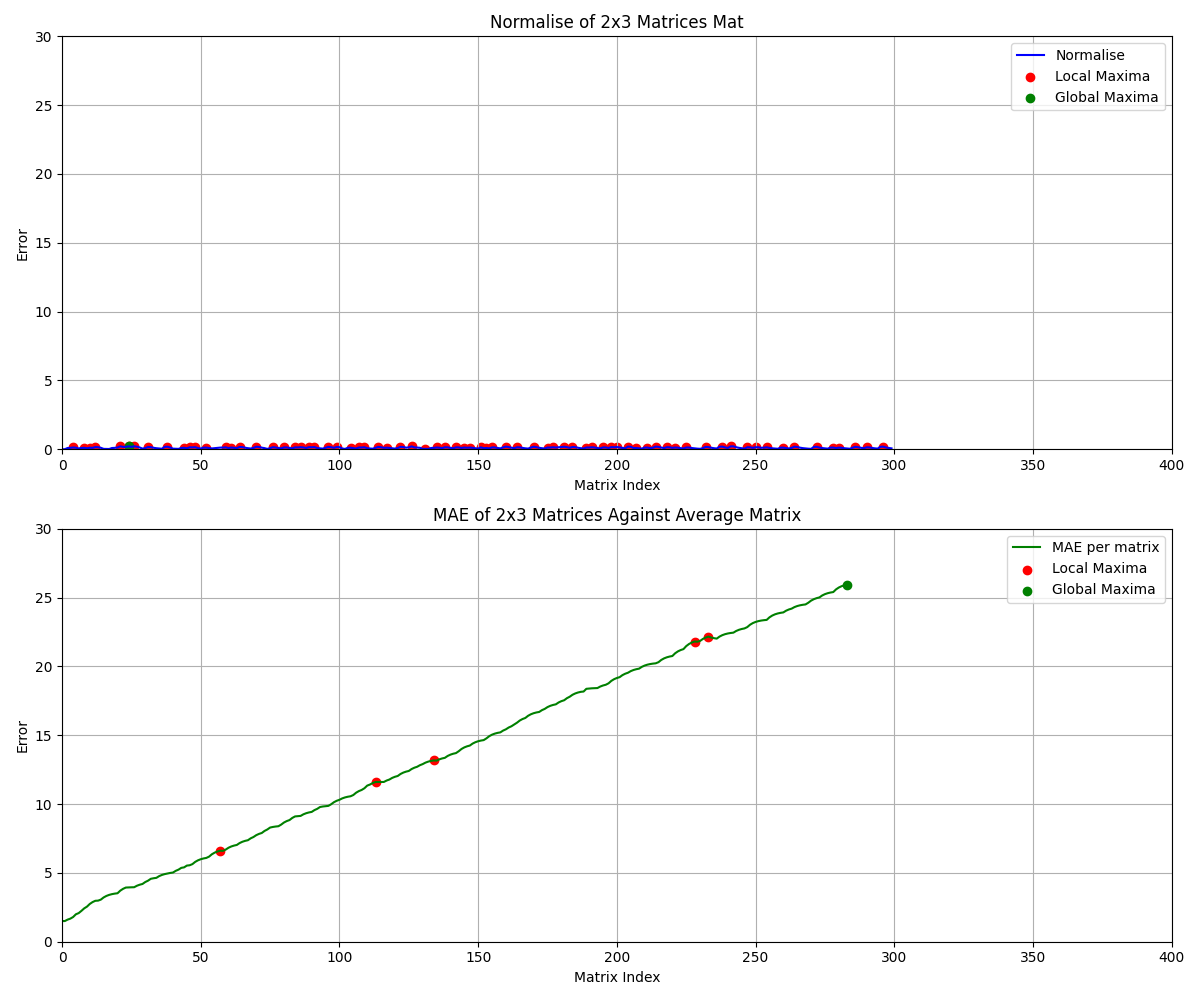 Normalise of 2x3 Matrices Mat
30
25
20
15
10
5
0
Error
Normalise
Local Maxima
Global Maxima
0 50 100 150 200 250 300 350 400
Matrix Index
MAE of 2x3 Matrices Against Average Matrix
30
25
20
15
10
5
0
Error
MAE per matrix
Local Maxima
Global Maxima
0 50 100 150 200 250 300 350 400
Matrix Index